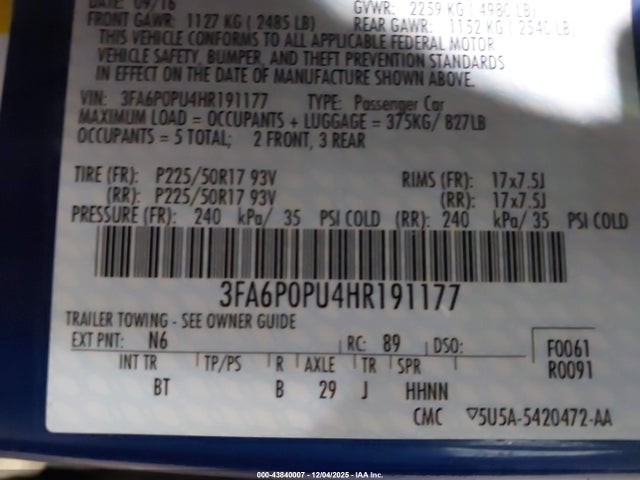 DATE: 09/16 GVWR: 2259 KG ( 4980 LB)
FRONT GAWR: 1127 KG ( 2485 LB) REAR GAWR: 1152 KG ( 2540 LB)
THIS VEHICLE CONFORMS TO ALL APPLICABLE FEDERAL MOTOR
VEHICLE SAFETY, BUMPER, AND THEFT PREVENTION STANDARDS
IN EFFECT ON THE DATE OF MANUFACTURE SHOWN ABOVE.
VIN: 3FA6P0PU4HR191177 TYPE: Passenger Car
MAXIMUM LOAD = OCCUPANTS + LUGGAGE = 375KG/ 827LB
OCCUPANTS = 5 TOTAL; 2 FRONT, 3 REAR
TIRE (FR): P225/50R17 93V RIMS (FR): 17x7.5J
(RR): P225/50R17 93V (RR): 17x7.5J
PRESSURE (FR): 240 kPa/ 35 PSI COLD (RR): 240 kPa/ 35 PSI COLD
3FA6P0PU4HR191177
TRAILER TOWING - SEE OWNER GUIDE
EXT PNT: N6 RC: 89 DSO: F0061
R0091
INT TR TP/PS R AXLE TR SPR
BT B 29 J HHNN
CMC ▽5U5A-5420472-AA
000-43840007 - 12/04/2025 - IAA Inc.